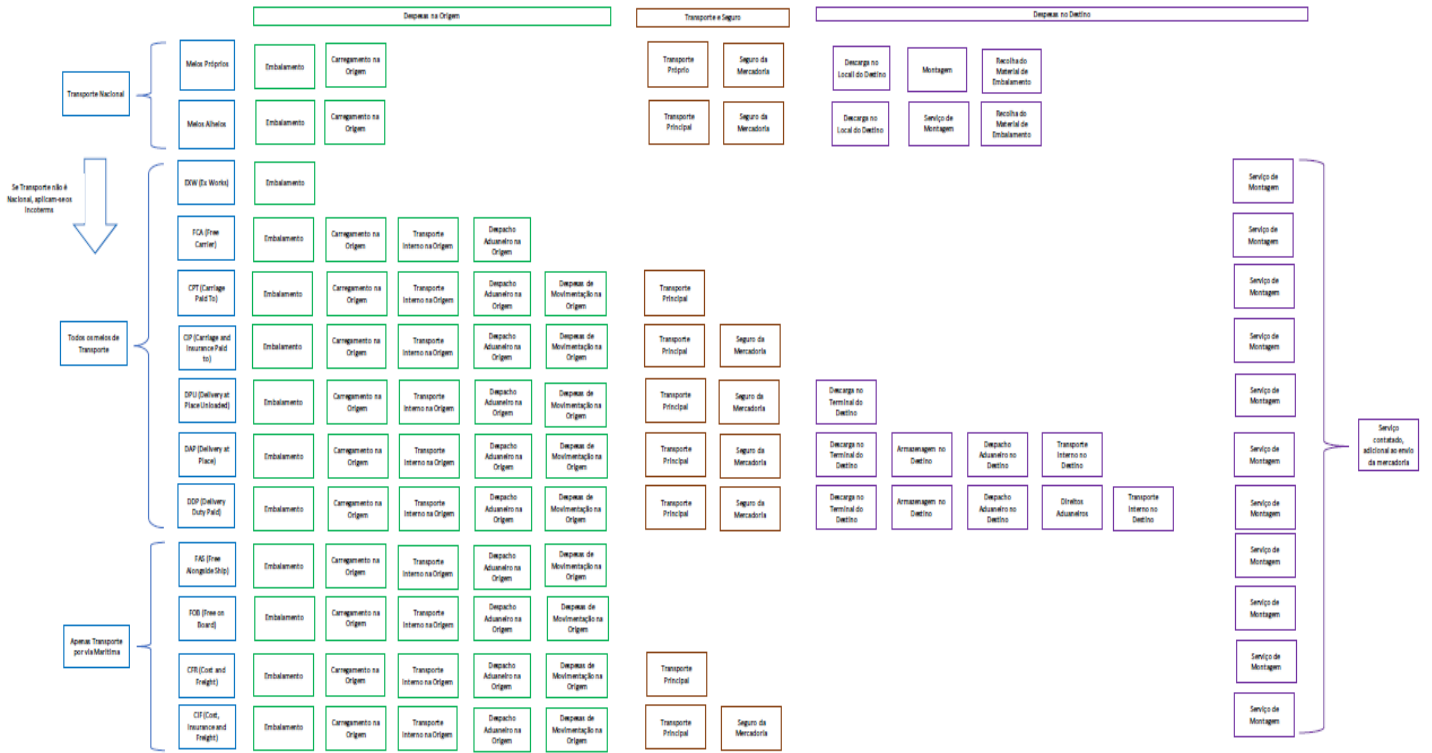 Despesas na Origem
Transporte e Seguro
Despesas no Destino
Transporte Nacional
Meios Próprios
Embalamento
Carregamento na
Origem
Transporte
Próprio
Seguro da
Mercadoria
Descarga no
Locall do Destino
Montagem
Recolha do
Material de
Embalamento
Meios Alheios
Embalamento
Carregamento na
Origem
Transporte
Principal
Seguro da
Mercadoria
Descarga no
Local do Destino
Serviço de
Montagem
Recolha do
Material de
Embalamento
Se Transporte não é
Nacional, aplicam-se os
Incoterms
Todos os meios de
Transporte
EXW (Ex Works)
Embalamento
Serviço de
Montagem
FCA (Free
Carrier)
Embalamento
Carregamento na
Origem
Transporte
Interno na Origem
Despacho
Aduaneiro na
Origem
Serviço de
Montagem
CPT (Carriage
Paid To)
Embalamento
Carregamento na
Origem
Transporte
Interno na Origem
Despacho
Aduaneiro na
Origem
Despesas de
Movimentação na
Origem
Transporte
Principal
Serviço de
Montagem
CIP (Carriage and
Insurance Paid
to)
Embalamento
Carregamento na
Origem
Transporte
Interno na Origem
Despacho
Aduaneiro na
Origem
Despesas de
Movimentação na
Origem
Transporte
Principal
Seguro da
Mercadoria
Serviço de
Montagem
DPU (Delivery at
Place Unloaded)
Embalamento
Carregamento na
Origem
Transporte
Interno na Origem
Despacho
Aduaneiro na
Origem
Despesas de
Movimentação na
Origem
Transporte
Principal
Seguro da
Mercadoria
Descarga no
Terminal do
Destino
Serviço de
Montagem
DAP (Delivery at
Place)
Embalamento
Carregamento na
Origem
Transporte
Interno na Origem
Despacho
Aduaneiro na
Origem
Despesas de
Movimentação na
Origem
Transporte
Principal
Seguro da
Mercadoria
Descarga no
Terminal do
Destino
Armazenagem no
Destino
Despacho
Aduaneiro no
Destino
Transporte
Interno no
Destino
Serviço de
Montagem
Serviço
contatado,
adicional ao envio
da mercadoria
DDP (Delivery
Duty Paid)
Embalamento
Carregamento na
Origem
Transporte
Interno na Origem
Despacho
Aduaneiro na
Origem
Despesas de
Movimentação na
Origem
Transporte
Principal
Seguro da
Mercadoria
Descarga no
Terminal do
Destino
Armazenagem no
Destino
Despacho
Aduaneiro no
Destino
Direitos
Aduaneiros
Transporte
Interno no
Destino
Serviço de
Montagem
Apenas Transporte
por via Marítima
FAS (Free
Alongside Ship)
Embalamento
Carregamento na
Origem
Transporte
Interno na Origem
Despacho
Aduaneiro na
Origem
Despesas de
Movimentação na
Origem
Serviço de
Montagem
FOB (Free on
Board)
Embalamento
Carregamento na
Origem
Transporte
Interno na Origem
Despacho
Aduaneiro na
Origem
Despesas de
Movimentação na
Origem
Serviço de
Montagem
CFR (Cost and
Freight)
Embalamento
Carregamento na
Origem
Transporte
Interno na Origem
Despacho
Aduaneiro na
Origem
Despesas de
Movimentação na
Origem
Transporte
Principal
Serviço de
Montagem
CIF (Cost,
Insurance and
Freight)
Embalamento
Carregamento na
Origem
Transporte
Interno na Origem
Despacho
Aduaneiro na
Origem
Despesas de
Movimentação na
Origem
Transporte
Principal
Seguro da
Mercadoria
Serviço de
Montagem